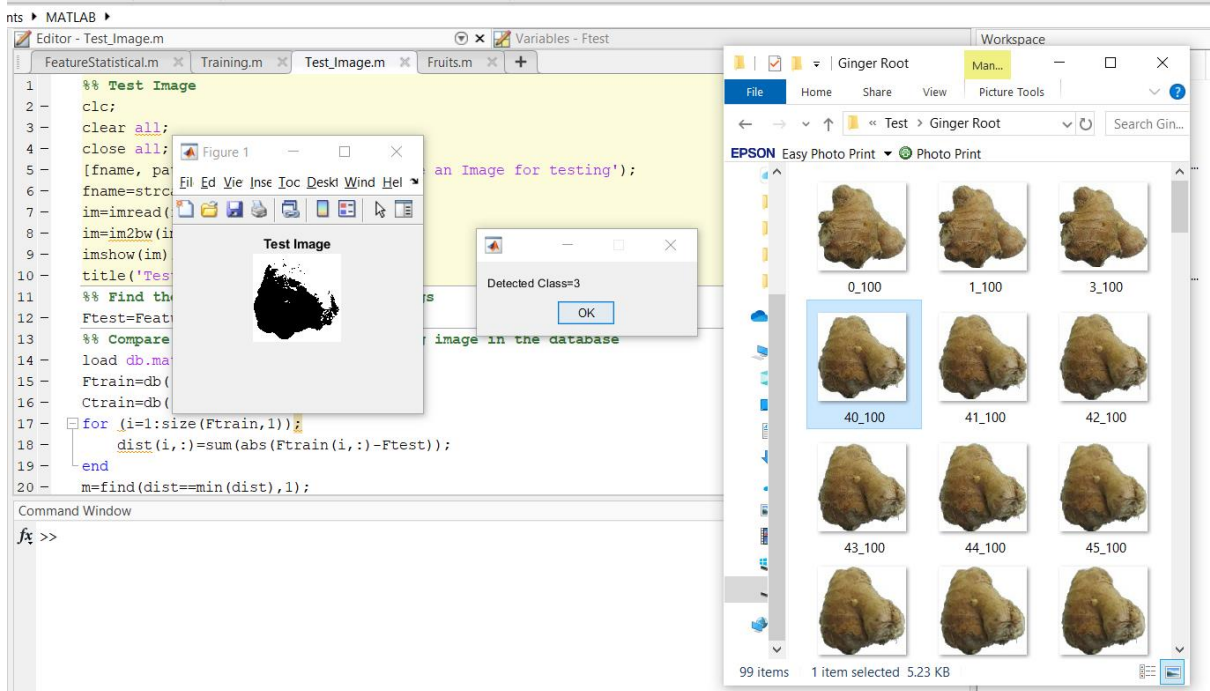 nts ▸ MATLAB ▸
Editor - Test_Image.m
Variables - Ftest
FeatureStatistical.m × Training.m × Test_Image.m × Fruits.m × +
1 %% Test Image
2 - clc;
3 - clear all;
4 - close all;
5 - [fname, pa an Image for testing');
6 - fname=strc
7 - im=imread(
8 - im=im2bw(i
9 - imshow(im)
10 - title('Tes
11 %% Find the gs
12 - Ftest=Feat
13 %% Compare image in the database
14 - load db.ma
15 - Ftrain=db(
16 - Ctrain=db(
17 - for (i=1:size(Ftrain,1));
18 - dist(i,:)=sum(abs(Ftrain(i,:)-Ftest));
19 - end
20 - m=find(dist==min(dist),1);
Command Window
fx >>
Figure 1
Fil Ed Vie Inse Toc Deskt Wind Hel
Test Image
Detected Class=3
OK
Workspace
Ginger Root
Man...
File Home Share View Picture Tools
« Test > Ginger Root
Search Gin...
EPSON Easy Photo Print Photo Print
0_100 1_100 3_100
40_100 41_100 42_100
43_100 44_100 45_100
99 items 1 item selected 5.23 KB